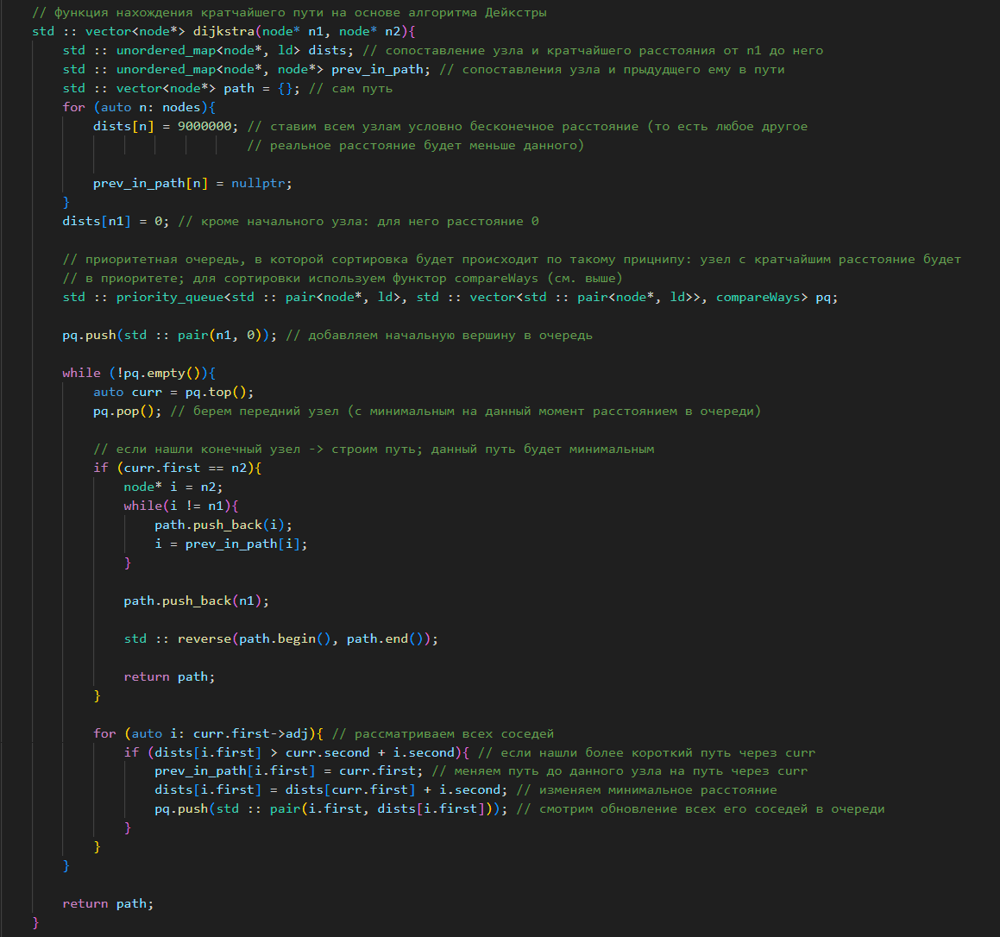 // функция нахождения кратчайшего пути на основе алгоритма Дейкстры
std :: vector<node*> dijkstra(node* n1, node* n2){
    std :: unordered_map<node*, ld> dists; // сопоставление узла и кратчайшего расстояния от n1 до него
    std :: unordered_map<node*, node*> prev_in_path; // сопоставления узла и прыдудщего ему в пути
    std :: vector<node*> path = {}; // сам путь
    for (auto n: nodes){
        dists[n] = 9000000; // ставим всем узлам условно бесконечное расстояние (то есть любое другое
                            // реальное расстояние будет меньше данного)
        prev_in_path[n] = nullptr;
    }
    dists[n1] = 0; // кроме начального узла: для него расстояние 0
    // приоритетная очередь, в которой сортировка будет происходит по такому прицнипу: узел с кратчайшим расстояние будет
    // в приоритете; для сортировки используем функтор compareWays (см. выше)
    std :: priority_queue<std :: pair<node*, ld>, std :: vector<std :: pair<node*, ld>>, compareWays> pq;
    pq.push(std :: pair(n1, 0)); // добавляем начальную вершину в очередь
    while (!pq.empty()){
        auto curr = pq.top();
        pq.pop(); // берем передний узел (с минимальным на данный момент расстоянием в очереди)
        // если нашли конечный узел -> строим путь; данный путь будет минимальным
        if (curr.first == n2){
            node* i = n2;
            while(i != n1){
                path.push_back(i);
                i = prev_in_path[i];
            }
            path.push_back(n1);
            std :: reverse(path.begin(), path.end());
            return path;
        }
        for (auto i: curr.first->adj){ // рассматриваем всех соседей
            if (dists[i.first] > curr.second + i.second){ // если нашли более короткий путь через curr
                prev_in_path[i.first] = curr.first; // меняем путь до данного узла на путь через curr
                dists[i.first] = dists[curr.first] + i.second; // изменяем минимальное расстояние
                pq.push(std :: pair(i.first, dists[i.first])); // смотрим обновление всех его соседей в очереди
            }
        }
    }
    return path;
}